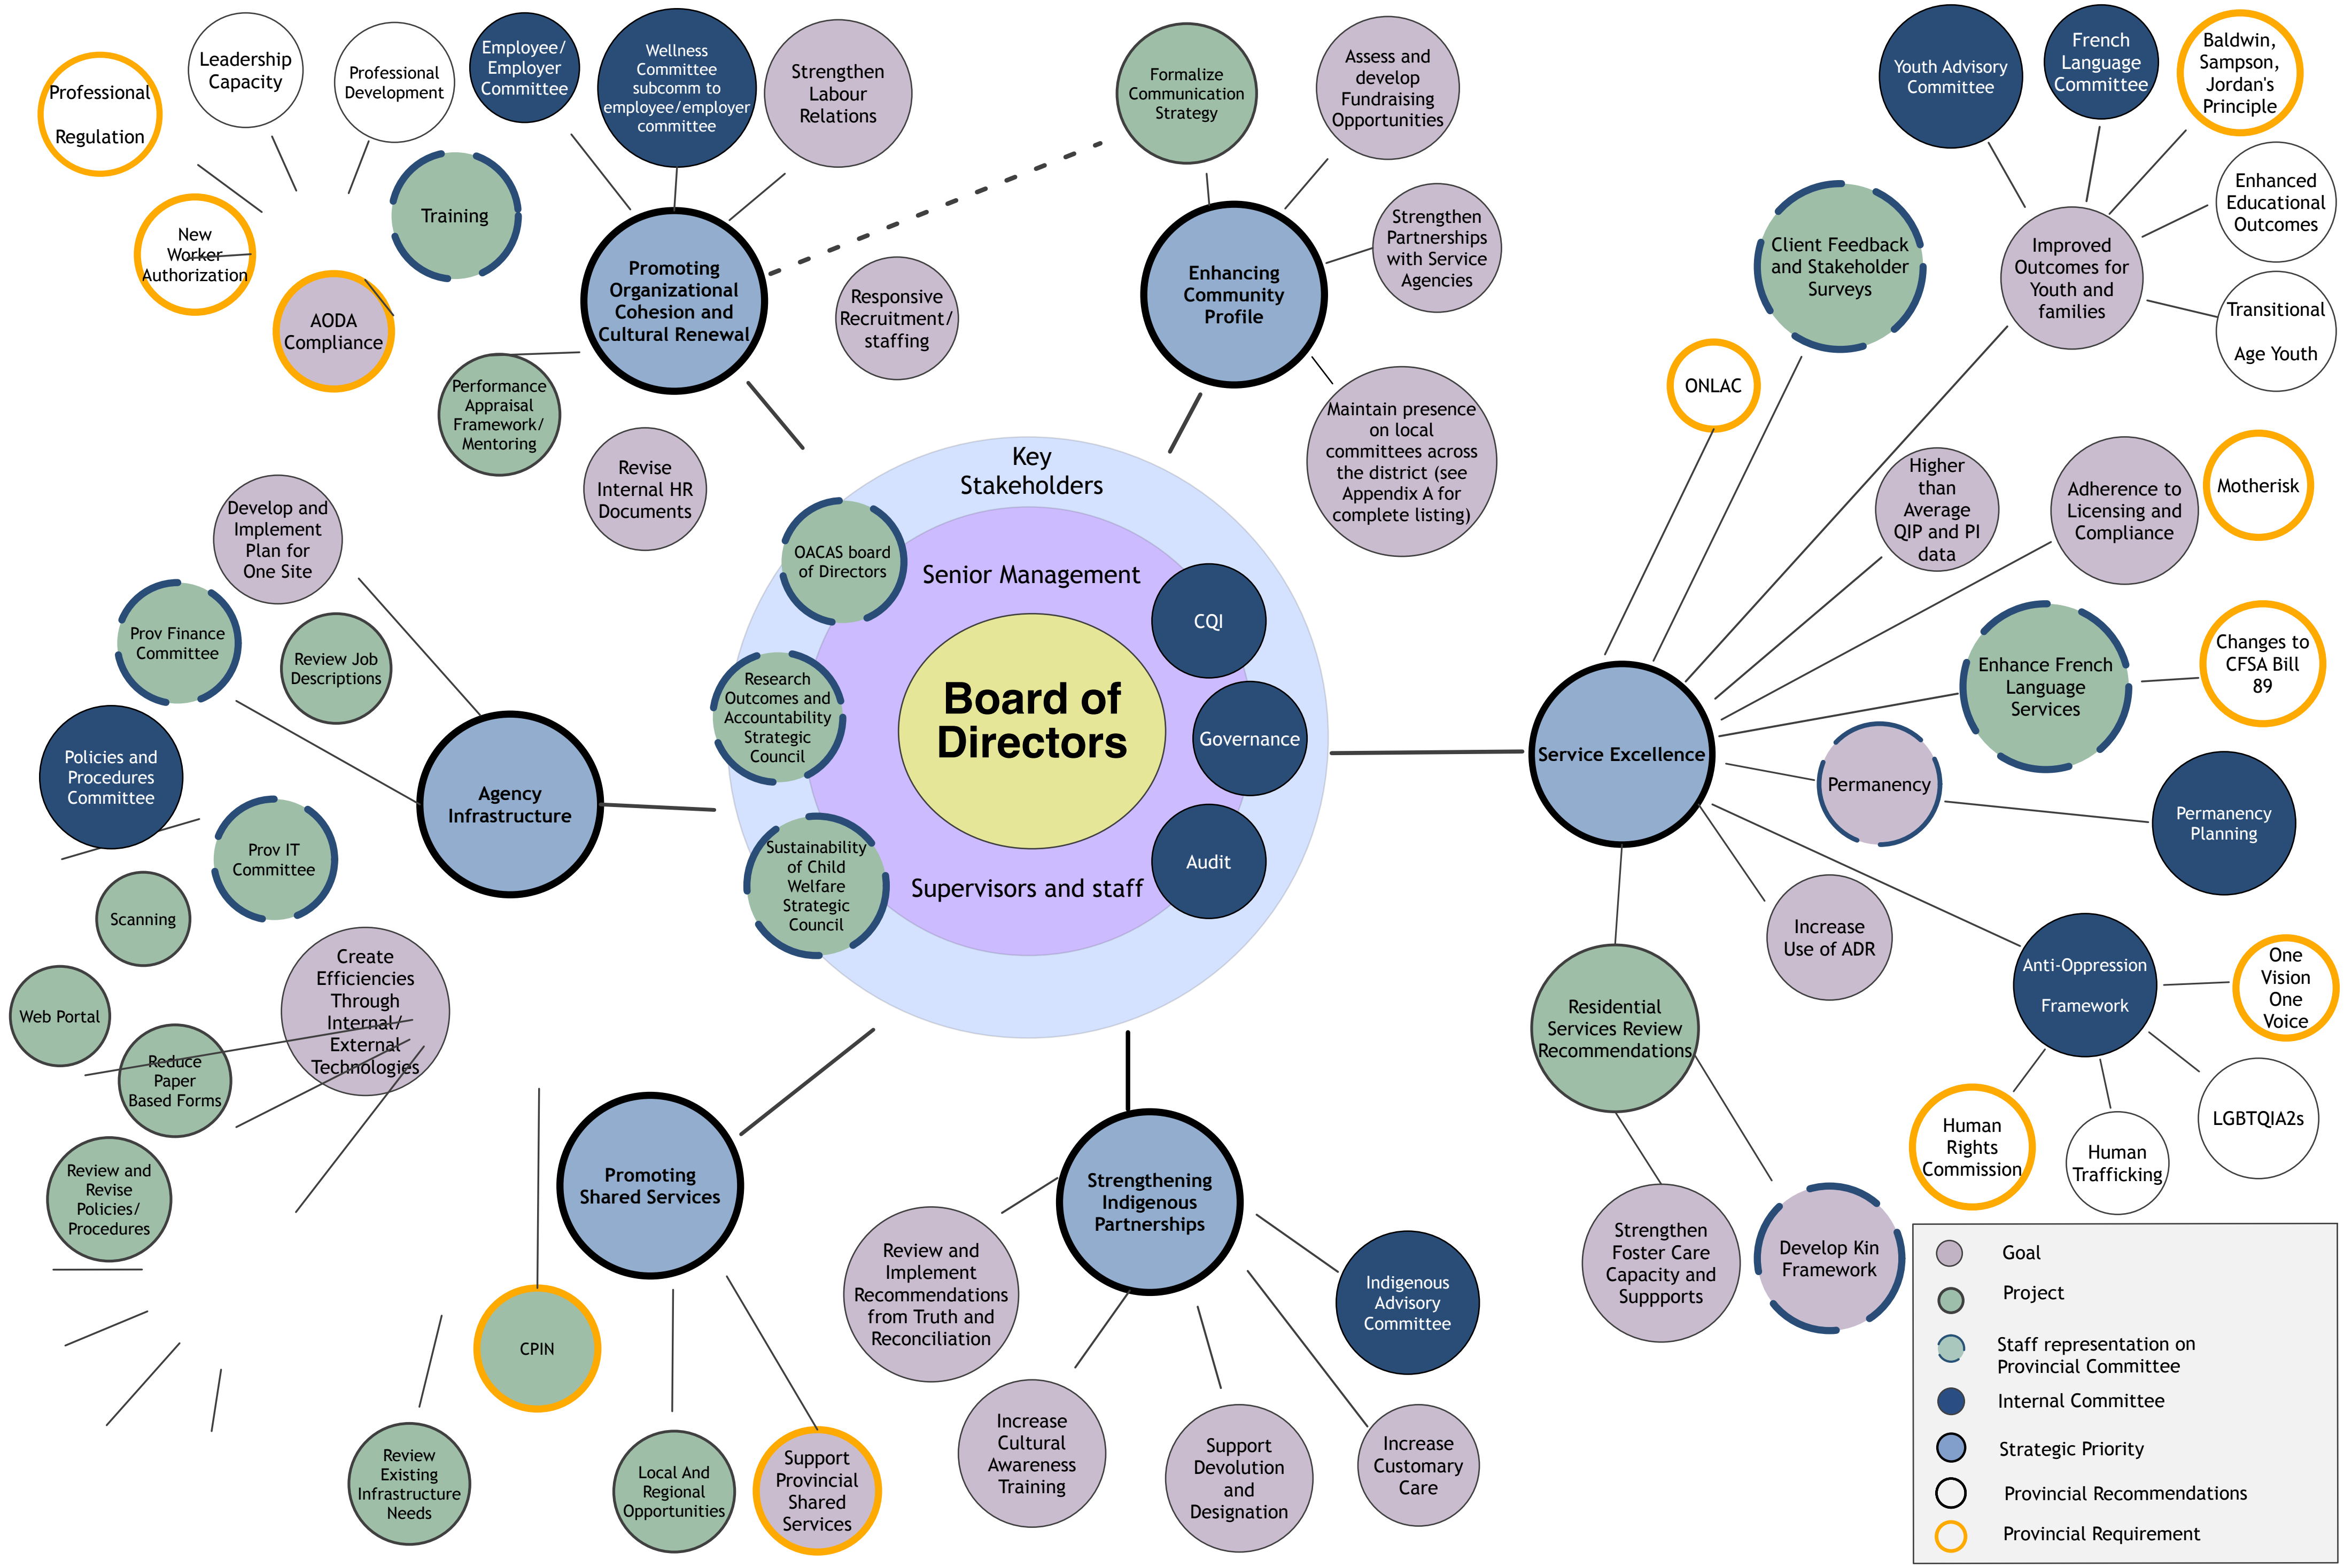 Professional
Regulation
Leadership
Capacity
Professional
Development
Employee/
Employer
Committee
Wellness
Committee
subcomm to
employee/employer
committee
Strengthen
Labour
Relations
New
Worker
Authorization
AODA
Compliance
Training
Promoting
Organizational
Cohesion and
Cultural Renewal
Performance
Appraisal
Framework/
Mentoring
Responsive
Recruitment/
staffing
Revise
Internal HR
Documents
Formalize
Communication
Strategy
Assess and
develop
Fundraising
Opportunities
Strengthen
Partnerships
with Service
Agencies
Enhancing
Community
Profile
Maintain presence
on local
committees across
the district (see
Appendix A for
complete listing)
Youth Advisory
Committee
French
Language
Committee
Baldwin,
Sampson,
Jordan's
Principle
Enhanced
Educational
Outcomes
Transitional
Age Youth
Improved
Outcomes for
Youth and
families
Client Feedback
and Stakeholder
Surveys
ONLAC
Higher
than
Average
QIP and PI
data
Adherence to
Licensing and
Compliance
Motherisk
Enhance French
Language
Services
Changes to
CFSA Bill
89
Permanency
Permanency
Planning
Service Excellence
Increase
Use of ADR
Anti-Oppression
Framework
One
Vision
One
Voice
LGBTQIA2s
Human
Trafficking
Human
Rights
Commission
Residential
Services Review
Recommendations
Strengthen
Foster Care
Capacity and
Suppports
Develop Kin
Framework
Key
Stakeholders
Senior Management
Board of
Directors
Supervisors and staff
OACAS board
of Directors
Research
Outcomes and
Accountability
Strategic
Council
Sustainability
of Child
Welfare
Strategic
Council
CQI
Governance
Audit
Develop and
Implement
Plan for
One Site
Prov Finance
Committee
Review Job
Descriptions
Policies and
Procedures
Committee
Prov IT
Committee
Agency
Infrastructure
Scanning
Web Portal
Reduce
Paper
Based Forms
Create
Efficiencies
Through
Internal/
External
Technologies
Review and
Revise
Policies/
Procedures
Promoting
Shared Services
CPIN
Review
Existing
Infrastructure
Needs
Local And
Regional
Opportunities
Support
Provincial
Shared
Services
Strengthening
Indigenous
Partnerships
Review and
Implement
Recommendations
from Truth and
Reconciliation
Increase
Cultural
Awareness
Training
Support
Devolution
and
Designation
Increase
Customary
Care
Indigenous
Advisory
Committee
Goal
Project
Staff representation on
Provincial Committee
Internal Committee
Strategic Priority
Provincial Recommendations
Provincial Requirement